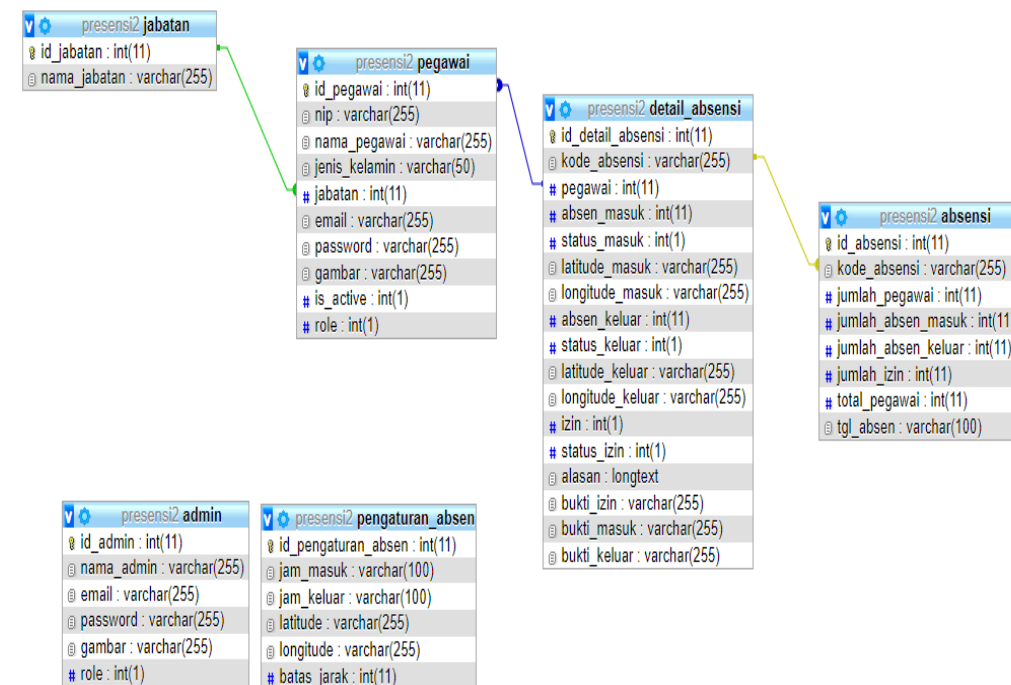 presensi2 jabatan
id_jabatan : int(11)
nama_jabatan : varchar(255)
presensi2 pegawai
id_pegawai : int(11)
nip : varchar(255)
nama_pegawai : varchar(255)
jenis_kelamin : varchar(50)
# jabatan : int(11)
email : varchar(255)
password : varchar(255)
gambar : varchar(255)
# is_active : int(1)
# role : int(1)
presensi2 detail_absensi
id_detail_absensi : int(11)
kode_absensi : varchar(255)
# pegawai : int(11)
# absen_masuk : int(11)
# status_masuk : int(1)
latitude_masuk : varchar(255)
longitude_masuk : varchar(255)
# absen_keluar : int(11)
# status_keluar : int(1)
latitude_keluar : varchar(255)
longitude_keluar : varchar(255)
# izin : int(1)
# status_izin : int(1)
alasan : longtext
bukti_izin : varchar(255)
bukti_masuk : varchar(255)
bukti_keluar : varchar(255)
presensi2 absensi
id_absensi : int(11)
kode_absensi : varchar(255)
# jumlah_pegawai : int(11)
# jumlah_absen_masuk : int(11
# jumlah_absen_keluar : int(11)
# jumlah_izin : int(11)
# total_pegawai : int(11)
tgl_absen : varchar(100)
presensi2 admin
id_admin : int(11)
nama_admin : varchar(255)
email : varchar(255)
password : varchar(255)
gambar : varchar(255)
# role : int(1)
presensi2 pengaturan_absen
id_pengaturan_absen : int(11)
jam_masuk : varchar(100)
jam_keluar : varchar(100)
latitude : varchar(255)
longitude : varchar(255)
# batas_jarak : int(11)